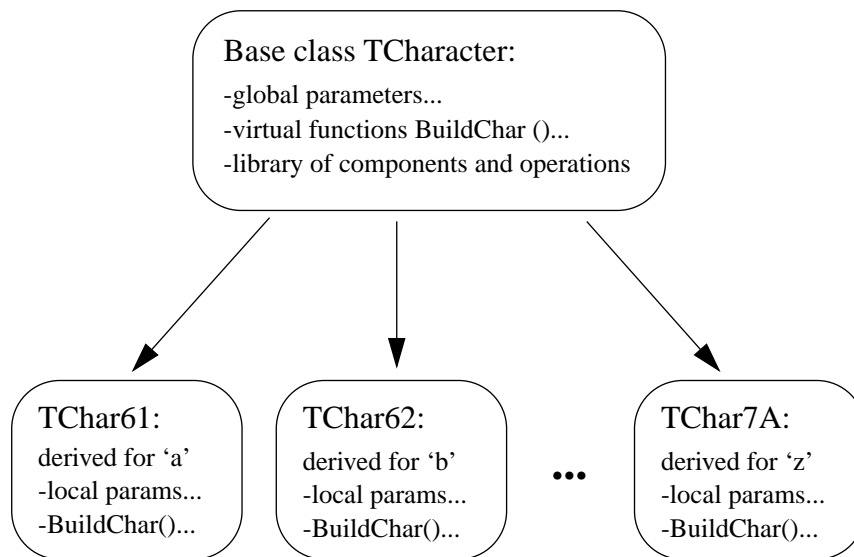 Base class TCharacter:
-global parameters...
-virtual functions BuildChar ()...
-library of components and operations
TChar61:
derived for ‘a’
-local params...
-BuildChar()...
TChar62:
derived for ‘b’
-local params...
-BuildChar()...
...
TChar7A:
derived for ‘z’
-local params...
-BuildChar()...